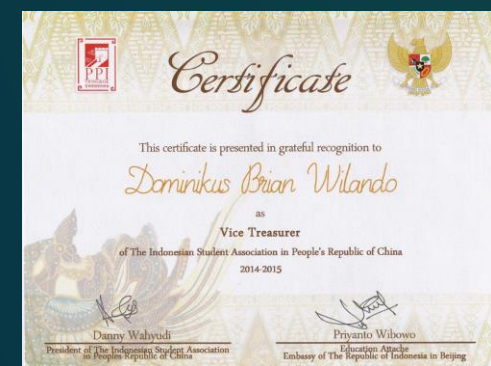 PPI
Certificate
This certificate is presented in grateful recognition to
Dominikus Brian Wilando
as
Vice Treasurer
of The Indonesian Student Association in People's Republic of China
2014-2015
Danny Wahyudi
President of The Indonesian Student Association
in Peoples Republic of China
Priyanto Wibowo
Education Attache
Embassy of The Republic of Indonesia in Beijing